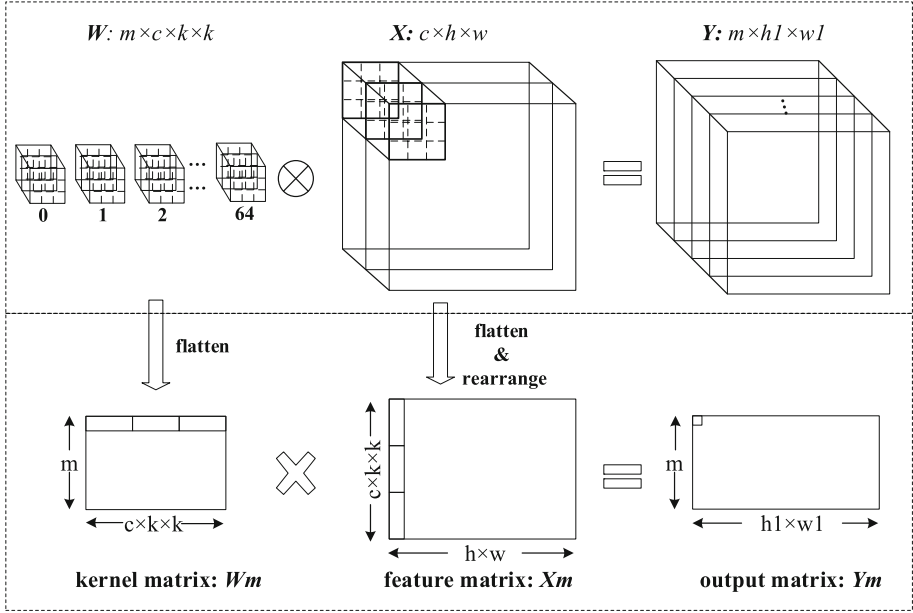 W: m×c×k×k
X: c×h×w
Y: m×h1×w1
... ...
0 1 2 64
flatten
flatten
&
rearrange
m
c×k×k
c×k×k
h×w
m
h1×w1
kernel matrix: Wm
feature matrix: Xm
output matrix: Ym